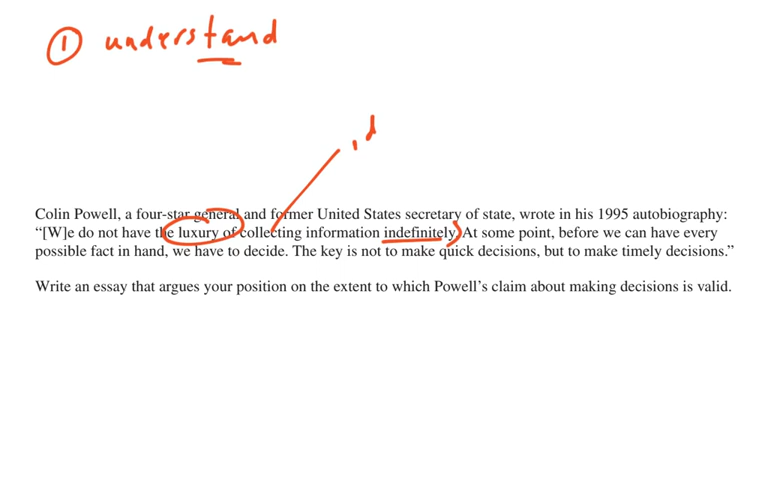 ① understand
Colin Powell, a four-star general and former United States secretary of state, wrote in his 1995 autobiography:
“[W]e do not have the luxury of collecting information indefinitely. At some point, before we can have every
possible fact in hand, we have to decide. The key is not to make quick decisions, but to make timely decisions.”
Write an essay that argues your position on the extent to which Powell’s claim about making decisions is valid.